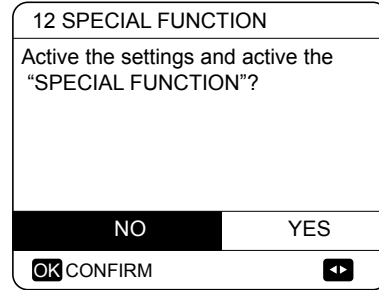 12 SPECIAL FUNCTION
Active the settings and active the
“SPECIAL FUNCTION”?
NO YES
OK CONFIRM